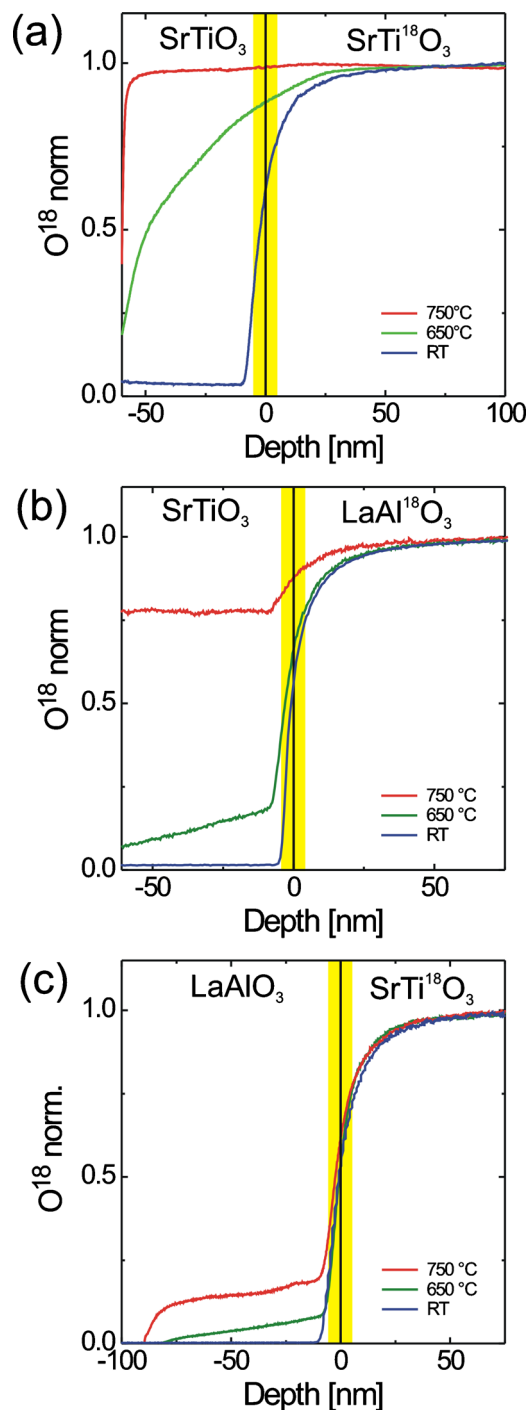 (a)
SrTiO3 SrTi18O3
1.0
0.5
0.0
O18 norm
750°C
650°C
RT
-50 0 50 100
Depth [nm]
(b)
SrTiO3 LaAl18O3
1.0
0.5
0.0
O18 norm
750 °C
650 °C
RT
-50 0 50
Depth [nm]
(c)
LaAlO3 SrTi18O3
1.0
0.5
0.0
O18 norm.
750 °C
650 °C
RT
-100 -50 0 50
Depth [nm]